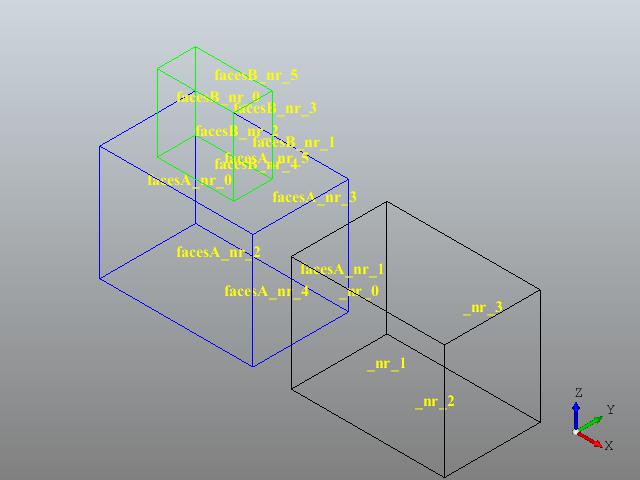 facesB_nr_5
facesB_nr_0
facesB_nr_3
facesB_nr_2
facesB_nr_1
facesA_nr_5
facesB_nr_4
facesA_nr_0
facesA_nr_3
facesA_nr_2
facesA_nr_1
facesA_nr_4
_nr_0
_nr_3
_nr_1
_nr_2
Z
Y
X